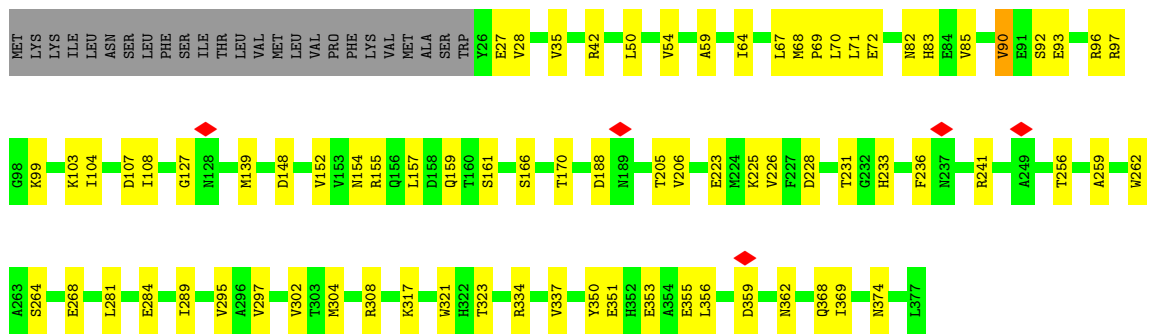 MET LYS LYS ILE LEU ASN SER LEU PHE SER ILE THR LEU VAL MET LEU VAL PRO PHE LYS VAL MET ALA SER TRP Y26 E27 V28 V35 R42 L50 V54 A59 I64 L67 M68 P69 L70 L71 E72 N82 H83 E84 V85 V90 E91 S92 E93 R96 R97
G98 K99 K103 I104 D107 I108 G127 N128 M139 D148 V152 V153 N154 R155 Q156 L157 D158 Q159 T160 S161 S166 T170 D188 N189 T205 V206 E223 M224 K225 V226 F227 D228 T231 G232 H233 F236 N237 R241 A249 T256 A259 W262
A263 S264 E268 L281 E284 I289 V295 A296 V297 V302 T303 M304 R308 K317 W321 H322 T323 R334 V337 Y350 E351 H352 E353 A354 E355 L356 D359 N362 Q368 I369 N374 L377